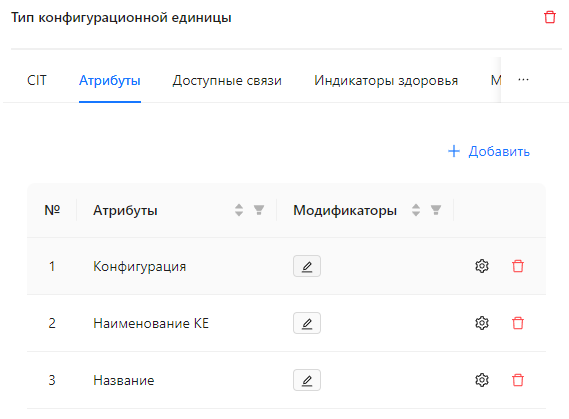 Тип конфигурационной единицы
CIT Атрибуты Доступные связи Индикаторы здоровья М ...
+ Добавить
№ Атрибуты Модификаторы
1 Конфигурация
2 Наименование КЕ
3 Название